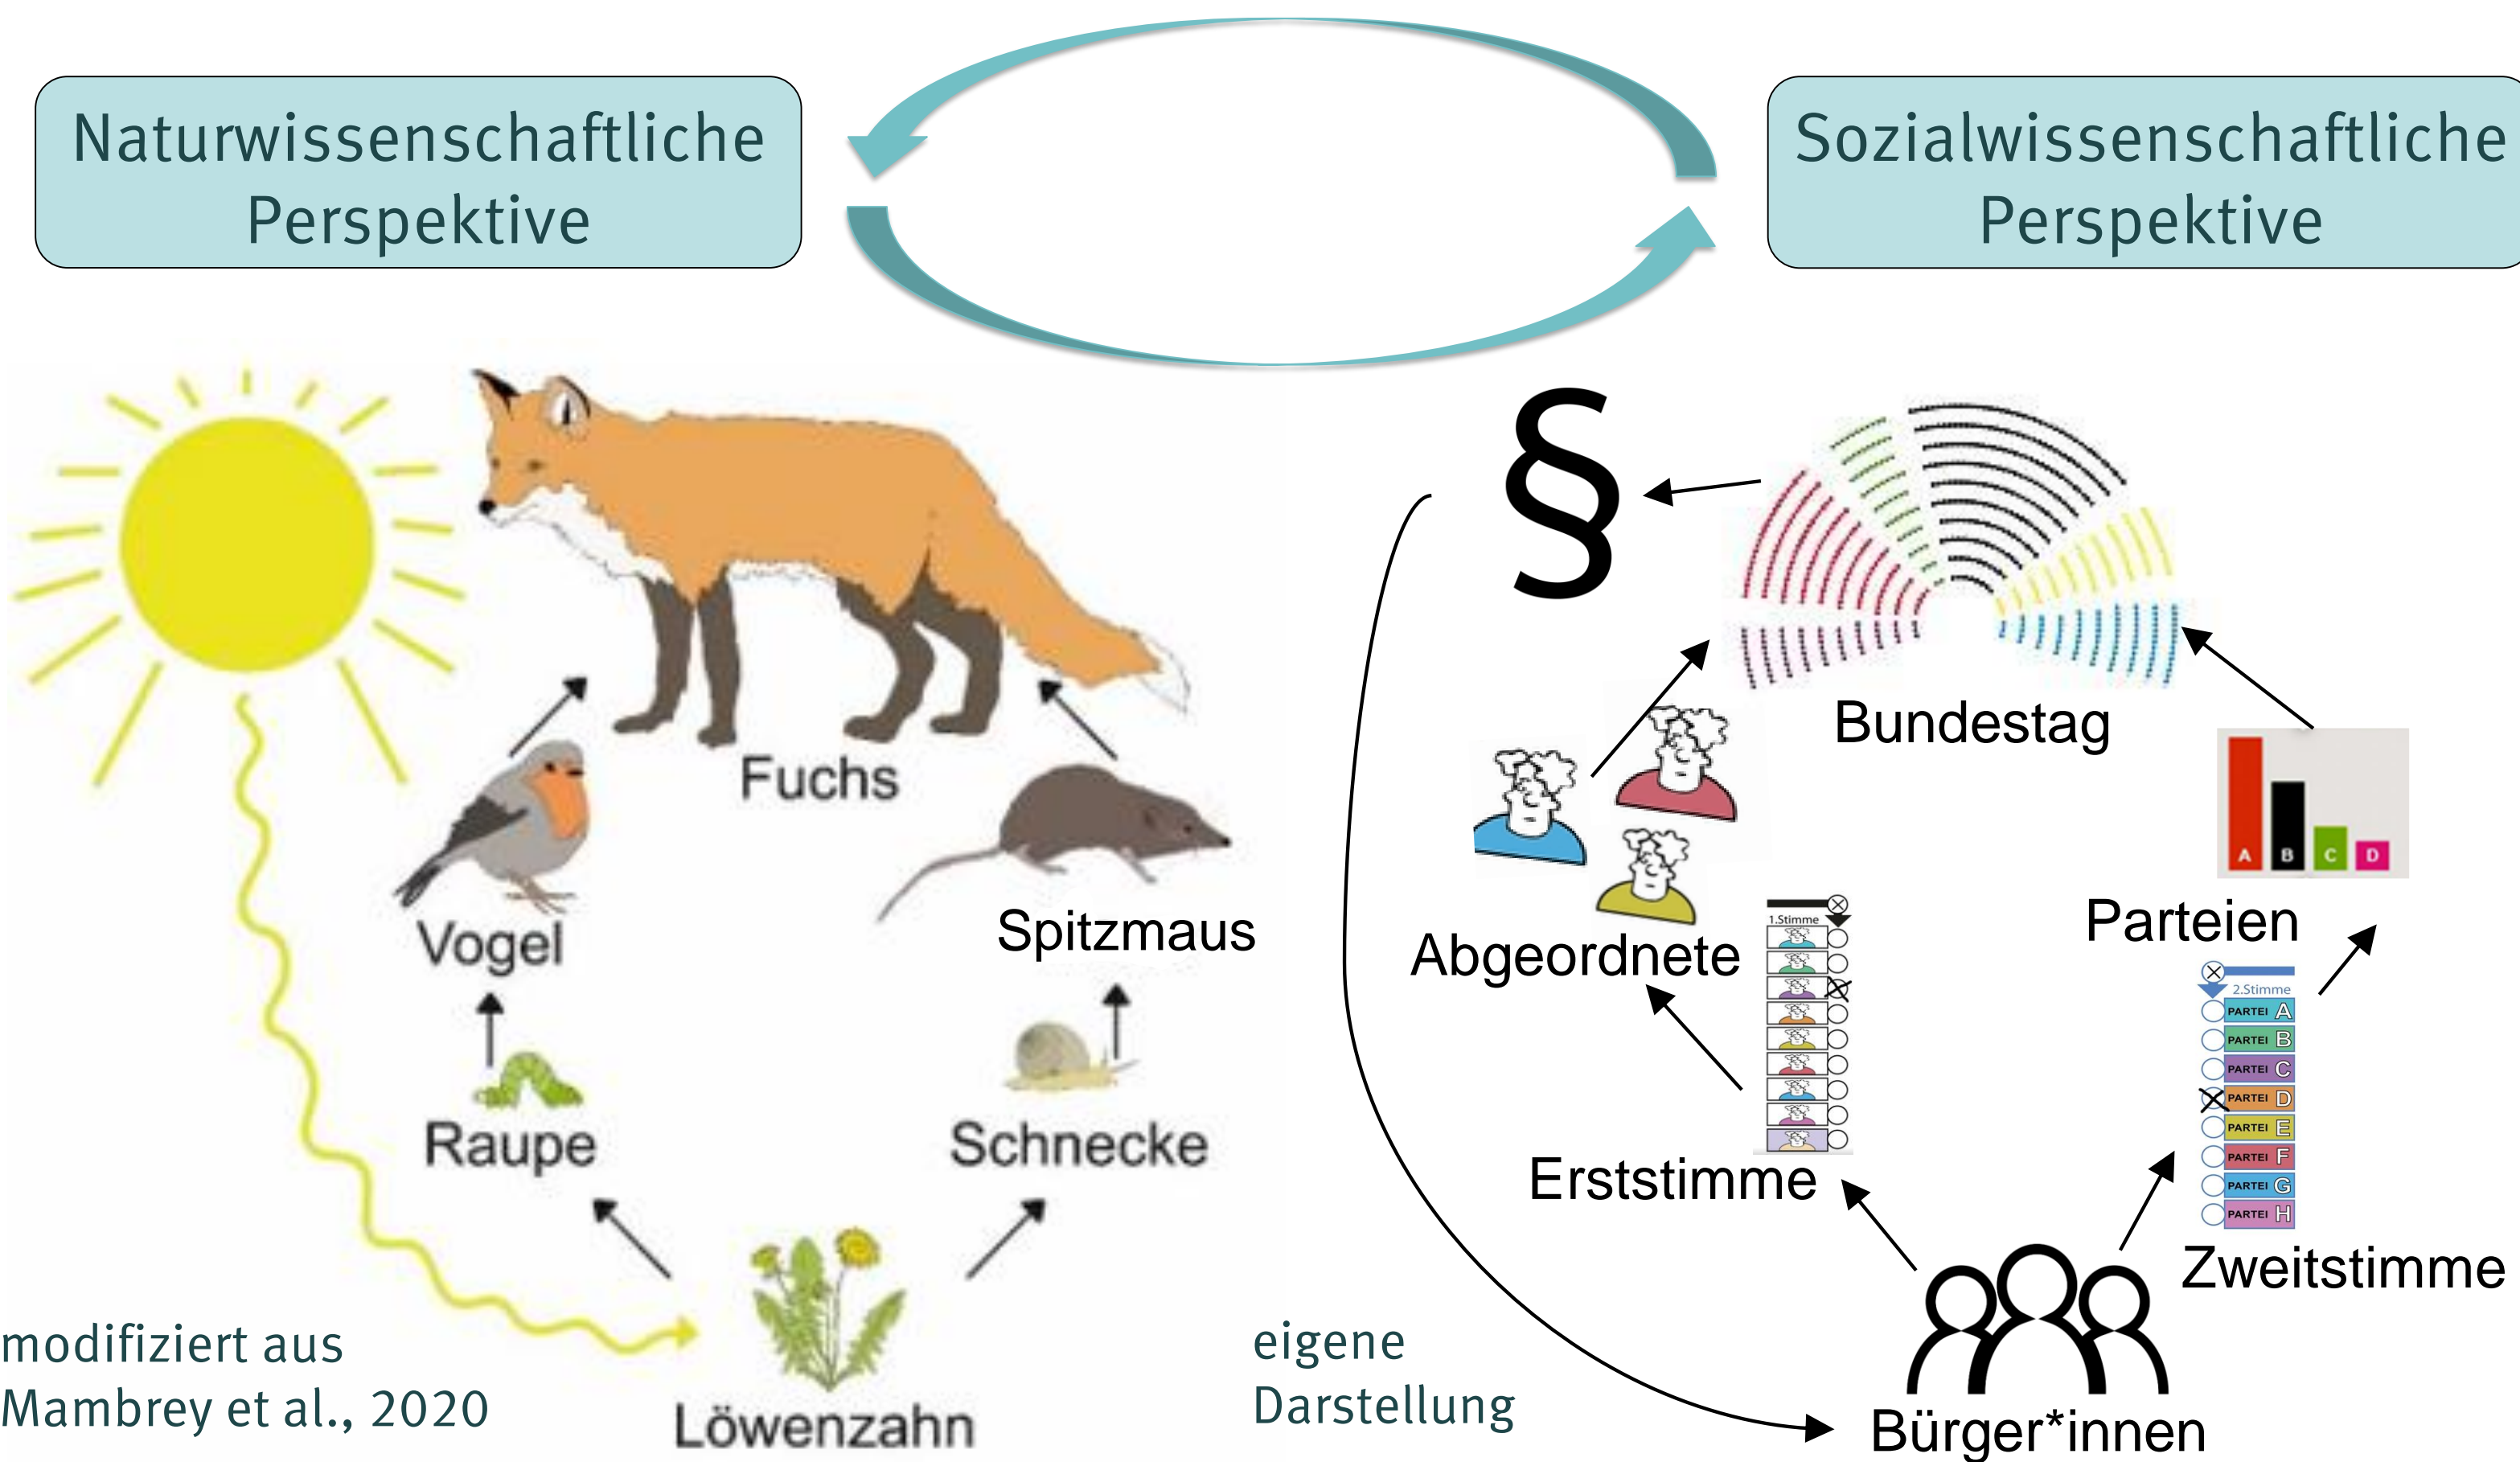 Naturwissenschaftliche
Perspektive
Sozialwissenschaftliche
Perspektive
Fuchs
Vogel
Spitzmaus
Raupe
Schnecke
Löwenzahn
modifiziert aus
Mambrey et al., 2020
§
Bundestag
A B C D
Parteien
Abgeordnete
1.Stimme
Erststimme
2.Stimme
PARTEI A
PARTEI B
PARTEI C
PARTEI D
PARTEI E
PARTEI F
PARTEI G
PARTEI H
Zweitstimme
Bürger*innen
eigene
Darstellung